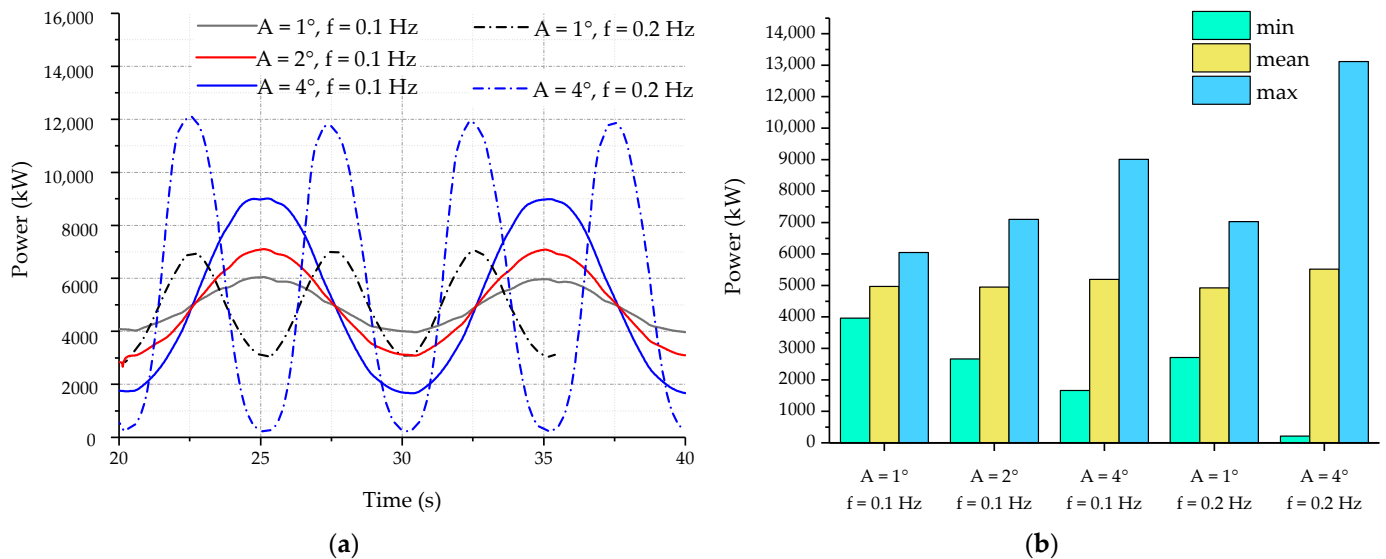 A = 1°, f = 0.1 Hz
A = 2°, f = 0.1 Hz
A = 4°, f = 0.1 Hz
A = 1°, f = 0.2 Hz
A = 4°, f = 0.2 Hz
Power (kW)
16,000
14,000
12,000
10,000
8000
6000
4000
2000
0
20
25
30
35
40
Time (s)
(a)
min
mean
max
Power (kW)
14,000
13,000
12,000
11,000
10,000
9000
8000
7000
6000
5000
4000
3000
2000
1000
0
A = 1°
f = 0.1 Hz
A = 2°
f = 0.1 Hz
A = 4°
f = 0.1 Hz
A = 1°
f = 0.2 Hz
A = 4°
f = 0.2 Hz
(b)